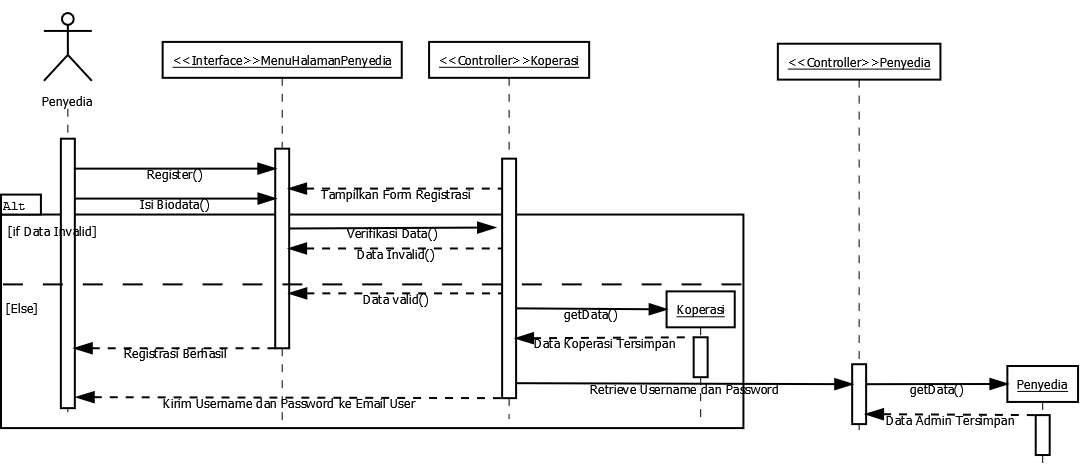 <<Interface>>MenuHalamanPenyedia
<<Controller>>Koperasi
<<Controller>>Penyedia
Penyedia
Register()
Tampilkan Form Registrasi
Isi Biodata()
Alt
[if Data Invalid]
Verifikasi Data()
Data Invalid()
Data valid()
[Else]
getData()
Koperasi
Data Koperasi Tersimpan
Registrasi Berhasil
Retrieve Username dan Password
getData()
Penyedia
Kirim Username dan Password ke Email User
Data Admin Tersimpan